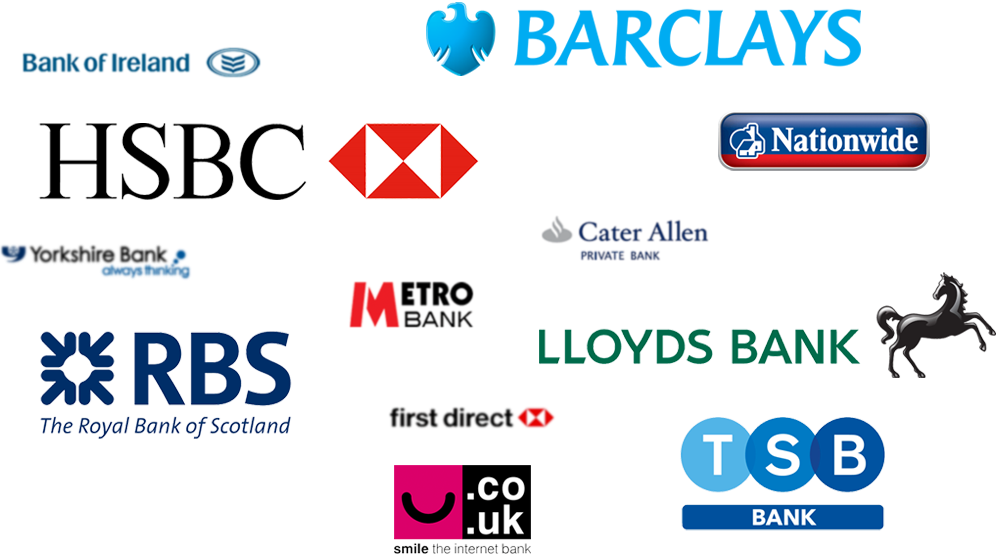 BARCLAYS
Bank of Ireland
HSBC
Nationwide
Cater Allen
PRIVATE BANK
Yorkshire Bank
always thinking
METRO
BANK
LLOYDS BANK
RBS
The Royal Bank of Scotland
first direct
TSB
BANK
.co
.uk
smile the internet bank